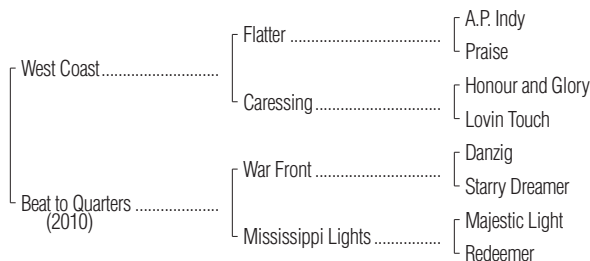 A.P. Indy
Flatter
Praise
West Coast
Honour and Glory
Caressing
Lovin Touch
Danzig
War Front
Starry Dreamer
Beat to Quarters
(2010)
Majestic Light
Mississippi Lights
Redeemer